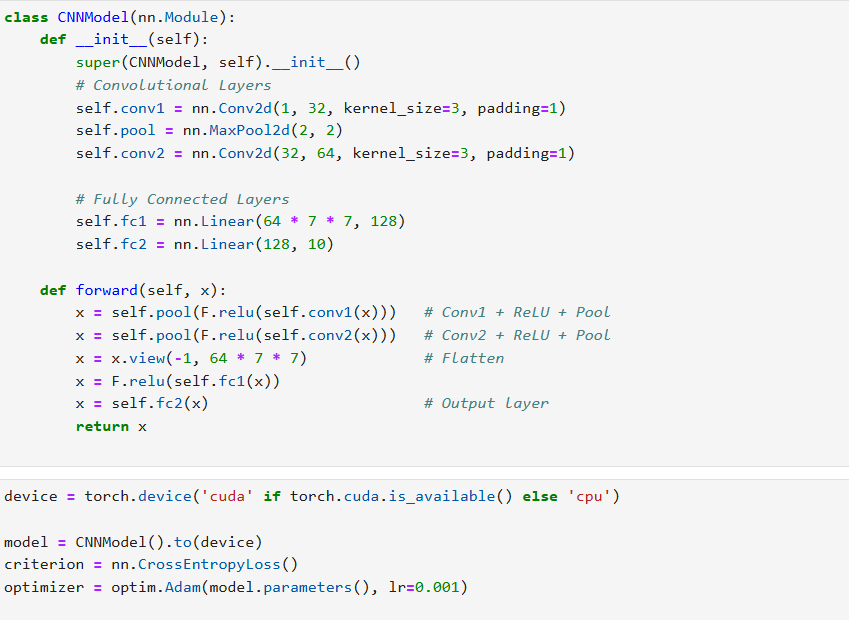 class CNNModel(nn.Module):
    def __init__(self):
        super(CNNModel, self).__init__()
        # Convolutional Layers
        self.conv1 = nn.Conv2d(1, 32, kernel_size=3, padding=1)
        self.pool = nn.MaxPool2d(2, 2)
        self.conv2 = nn.Conv2d(32, 64, kernel_size=3, padding=1)

        # Fully Connected Layers
        self.fc1 = nn.Linear(64 * 7 * 7, 128)
        self.fc2 = nn.Linear(128, 10)

    def forward(self, x):
        x = self.pool(F.relu(self.conv1(x)))   # Conv1 + ReLU + Pool
        x = self.pool(F.relu(self.conv2(x)))   # Conv2 + ReLU + Pool
        x = x.view(-1, 64 * 7 * 7)             # Flatten
        x = F.relu(self.fc1(x))
        x = self.fc2(x)                        # Output layer
        return x

device = torch.device('cuda' if torch.cuda.is_available() else 'cpu')

model = CNNModel().to(device)
criterion = nn.CrossEntropyLoss()
optimizer = optim.Adam(model.parameters(), lr=0.001)